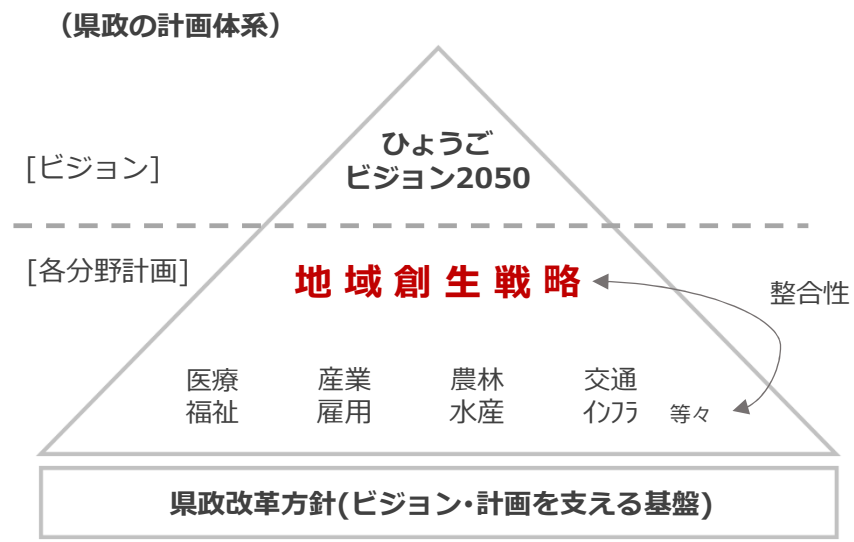 （県政の計画体系）
ひょうご
ビジョン2050
[ビジョン]
[各分野計画]
地域創生戦略
整合性
医療 産業 農林 交通
福祉 雇用 水産 ｲﾝﾌﾗ 等々
県政改革方針(ビジョン・計画を支える基盤)